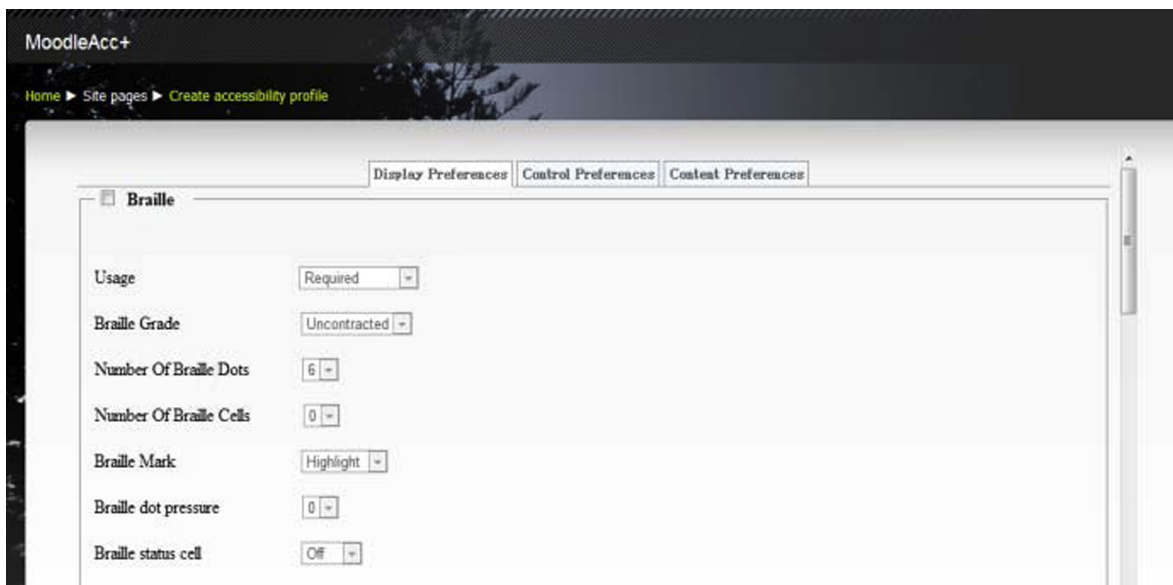 MoodleAcc+
Home ► Site pages ► Create accessibility profile
Display Preferences Control Preferences Content Preferences
Braille
Usage Required
Braille Grade Uncontracted
Number Of Braille Dots 6
Number Of Braille Cells 0
Braille Mark Highlight
Braille dot pressure 0
Braille status cell Off